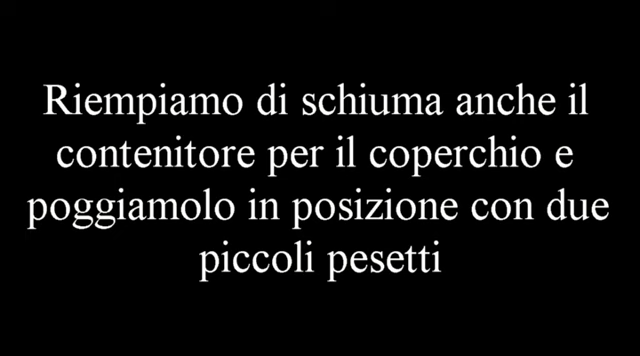 Riempiamo di schiuma anche il
contenitore per il coperchio e
poggiamolo in posizione con due
piccoli pesetti